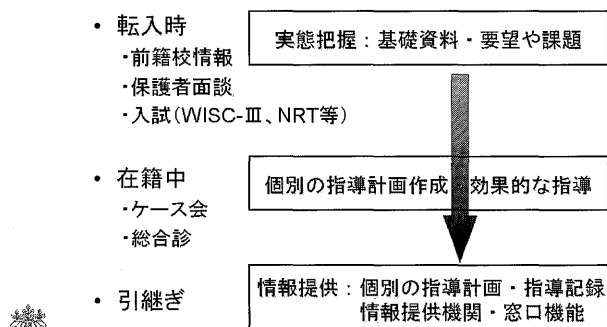 ・ 転入時
・前籍校情報
・保護者面談
・入試(WISC-Ⅲ、NRT等)
実態把握：基礎資料・要望や課題
・ 在籍中
・ケース会
・総合診
個別の指導計画作成・効果的な指導
・ 引継ぎ
情報提供：個別の指導計画・指導記録
情報提供機関・窓口機能